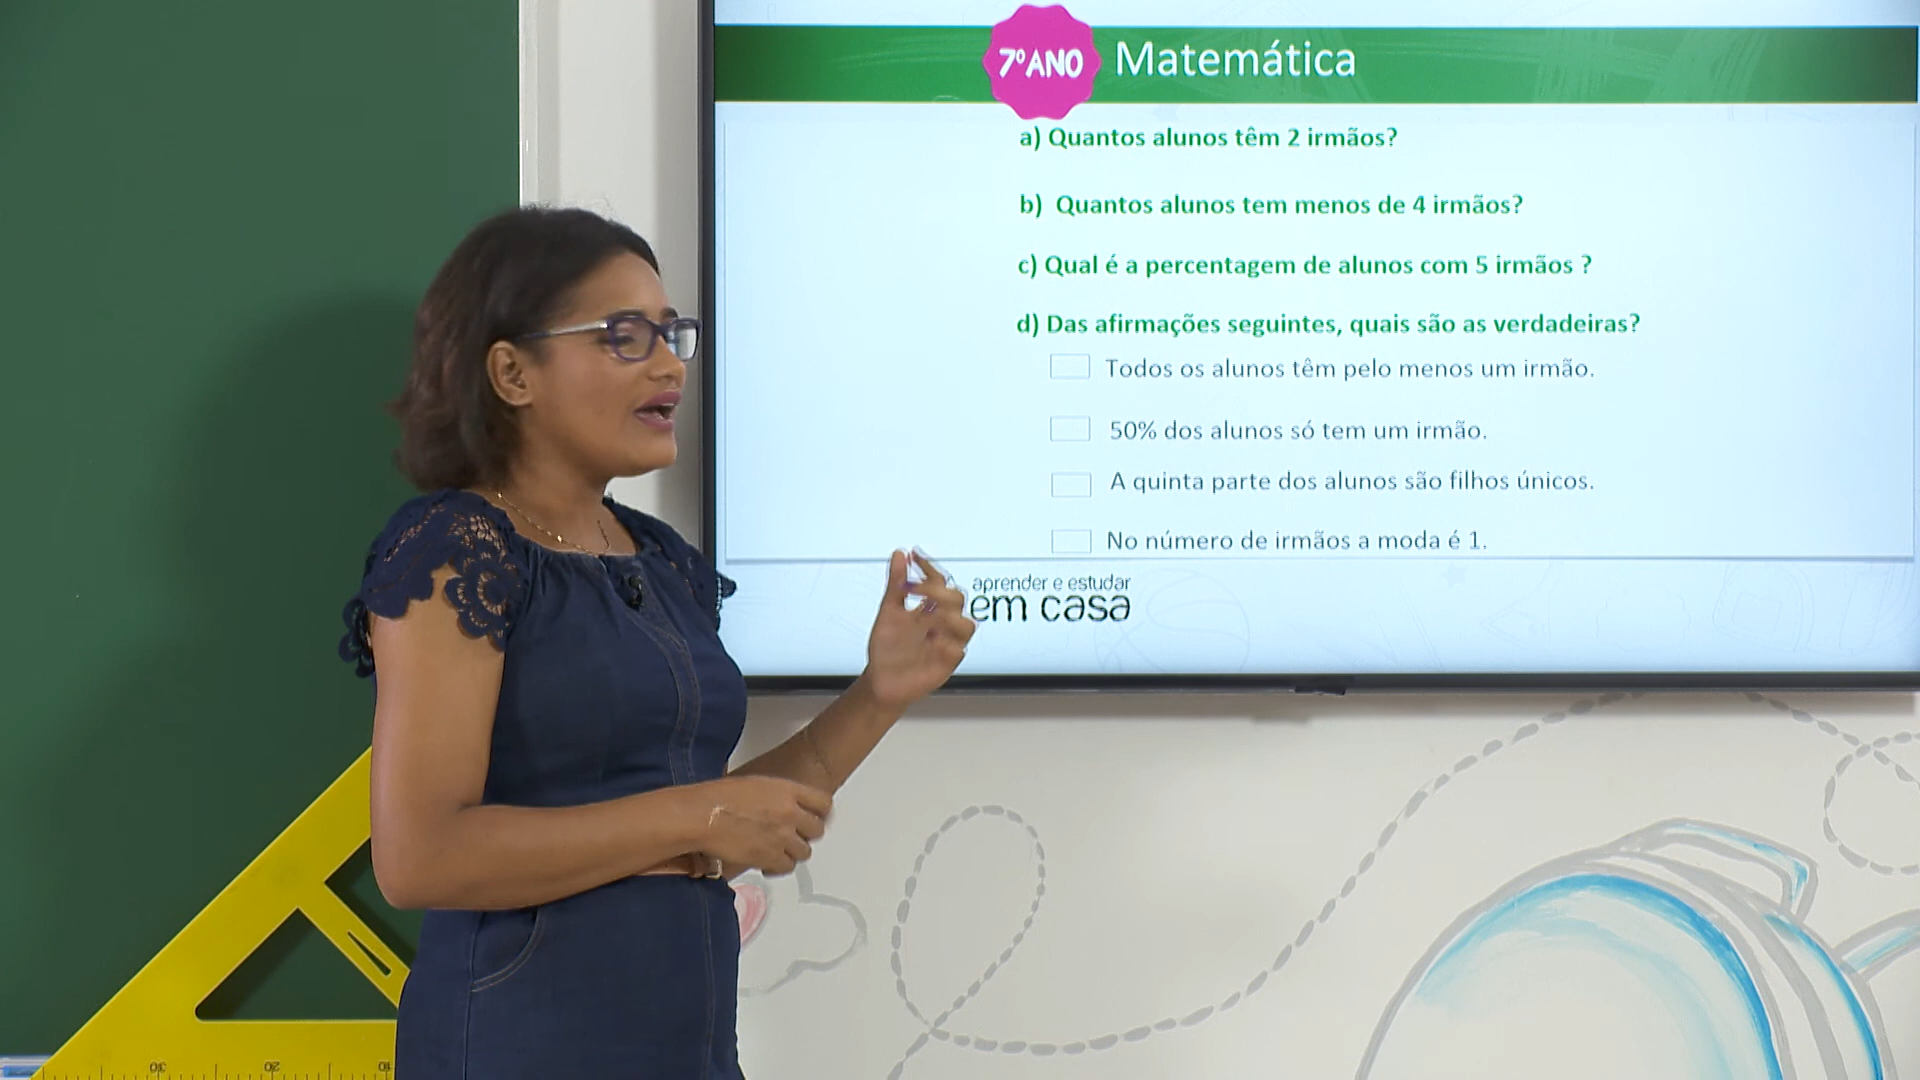 7ºANO Matemática
a) Quantos alunos têm 2 irmãos?
b) Quantos alunos tem menos de 4 irmãos?
c) Qual é a percentagem de alunos com 5 irmãos ?
d) Das afirmações seguintes, quais são as verdadeiras?
Todos os alunos têm pelo menos um irmão.
50% dos alunos só tem um irmão.
A quinta parte dos alunos são filhos únicos.
No número de irmãos a moda é 1.
aprender e estudar
em casa
30 20 10